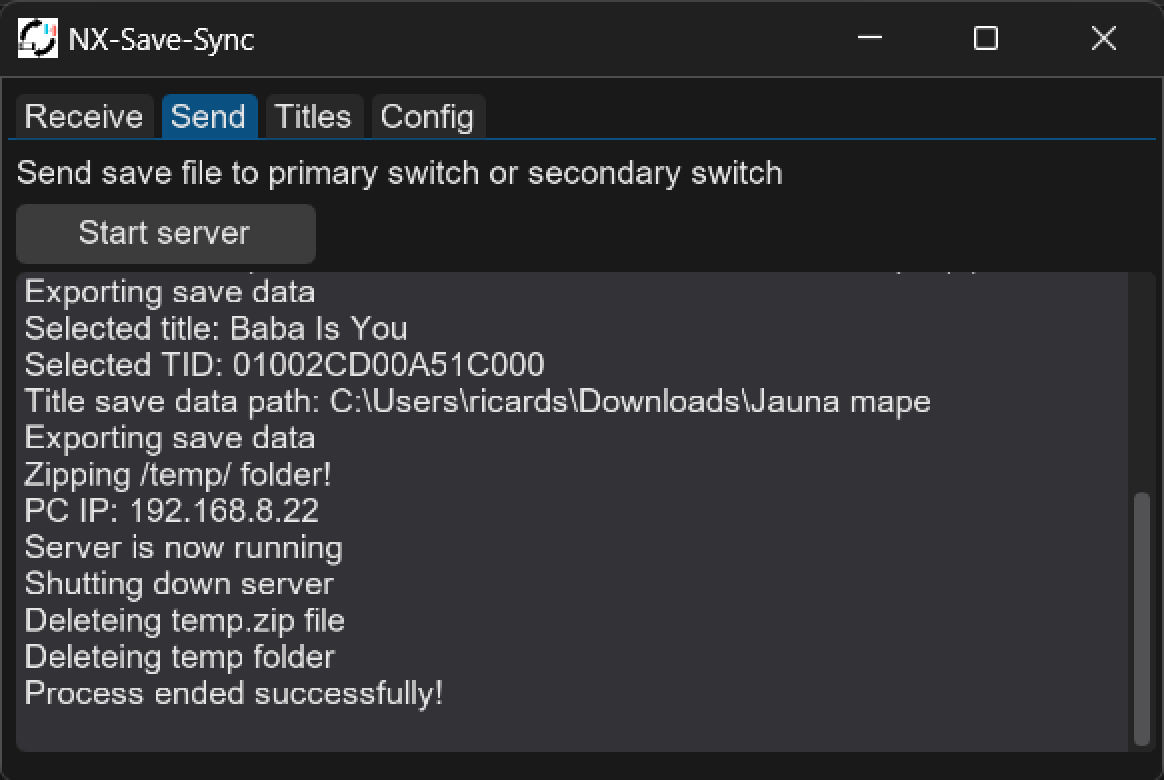 NX-Save-Sync
Receive Send Titles Config
Send save file to primary switch or secondary switch
Start server
Exporting save data
Selected title: Baba Is You
Selected TID: 01002CD00A51C000
Title save data path: C:\Users\ricards\Downloads\Jauna mape
Exporting save data
Zipping /temp/ folder!
PC IP: 192.168.8.22
Server is now running
Shutting down server
Deleteing temp.zip file
Deleteing temp folder
Process ended successfully!